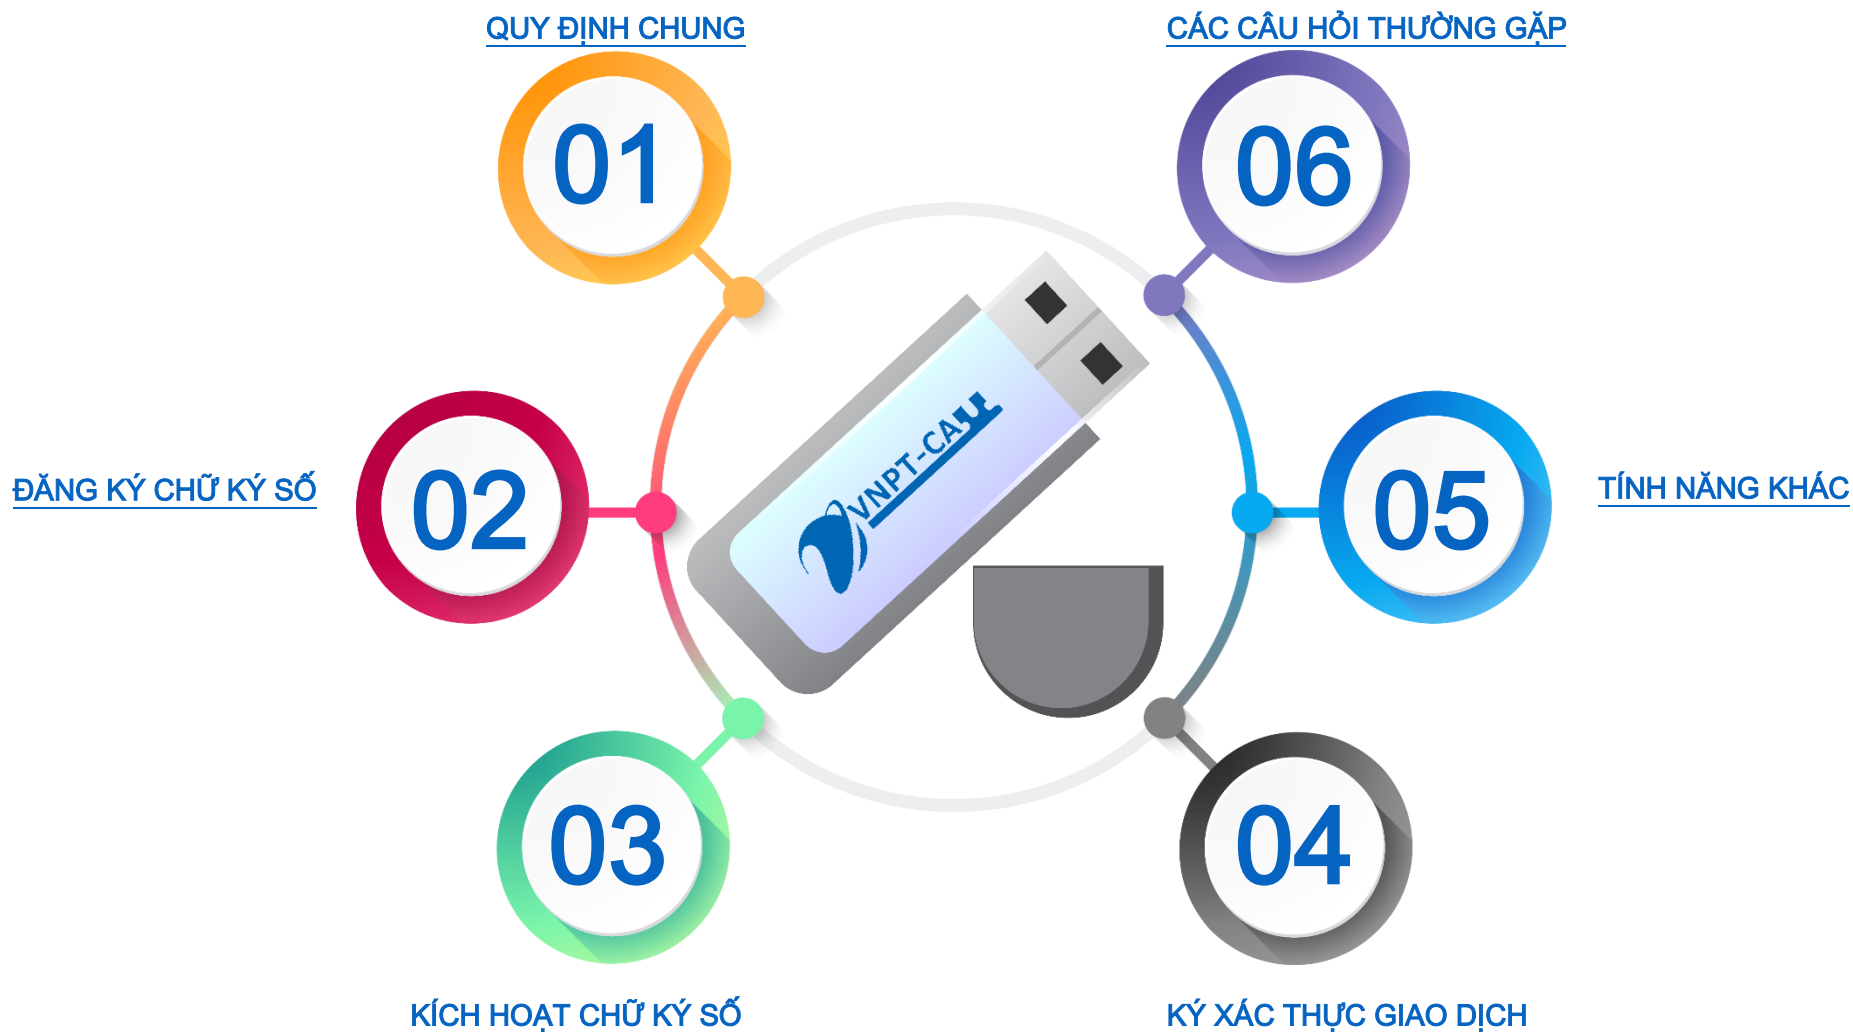 QUY ĐỊNH CHUNG
01
ĐĂNG KÝ CHỮ KÝ SỐ
02
03
KÍCH HOẠT CHỮ KÝ SỐ
VNPT-CA
CÁC CÂU HỎI THƯỜNG GẶP
06
05
TÍNH NĂNG KHÁC
04
KÝ XÁC THỰC GIAO DỊCH